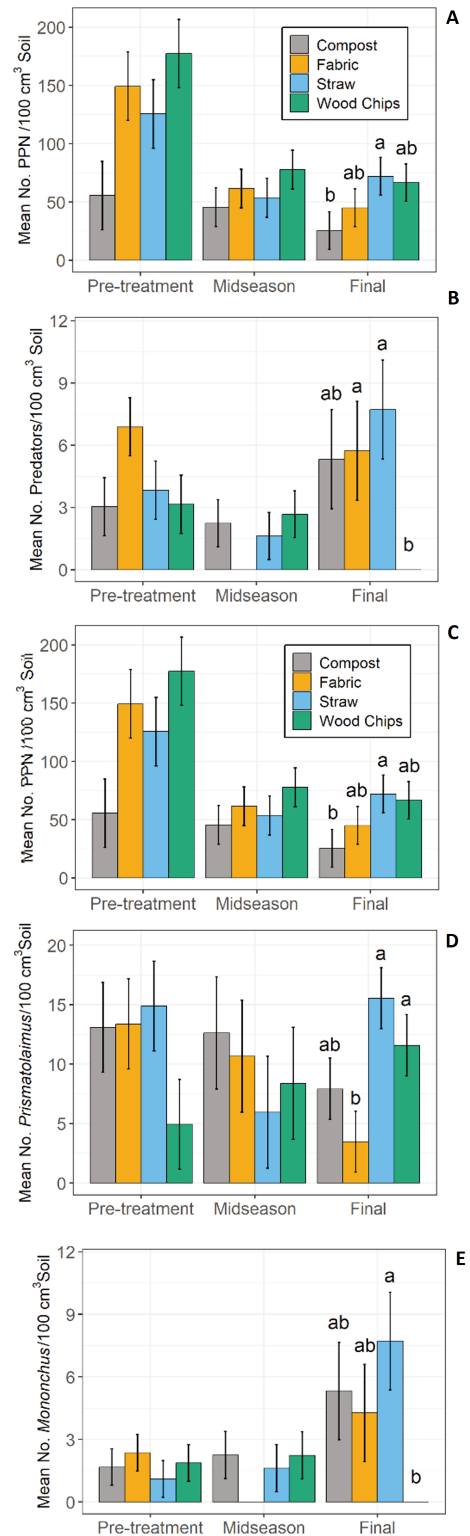 A
Mean No. PPN /100 cm³ Soil
200
150
100
50
0
Compost
Fabric
Straw
Wood Chips
b
ab
a
ab
Pre-treatment Midseason Final
B
Mean No. Predators/100 cm³ Soil
12
9
6
3
0
ab
a
a
b
Pre-treatment Midseason Final
C
Mean No. PPN /100 cm³ Soil
200
150
100
50
0
Compost
Fabric
Straw
Wood Chips
b
ab
a
ab
Pre-treatment Midseason Final
D
Mean No. Prismatolaimus/100 cm³Soil
20
15
10
5
0
ab
b
a
a
Pre-treatment Midseason Final
E
Mean No. Mononchus/100 cm³Soil
12
9
6
3
0
ab
ab
a
b
Pre-treatment Midseason Final